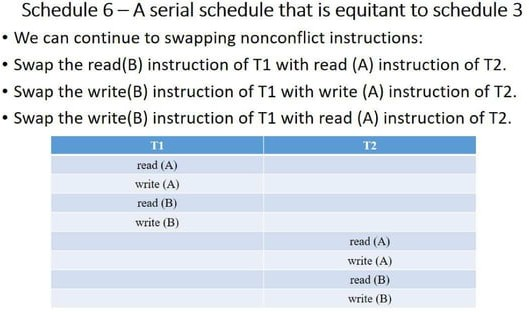 Schedule 6 – A serial schedule that is equitant to schedule 3
• We can continue to swapping nonconflict instructions:
• Swap the read(B) instruction of T1 with read (A) instruction of T2.
• Swap the write(B) instruction of T1 with write (A) instruction of T2.
• Swap the write(B) instruction of T1 with read (A) instruction of T2.
T1 T2
read (A)
write (A)
read (B)
write (B)
read (A)
write (A)
read (B)
write (B)